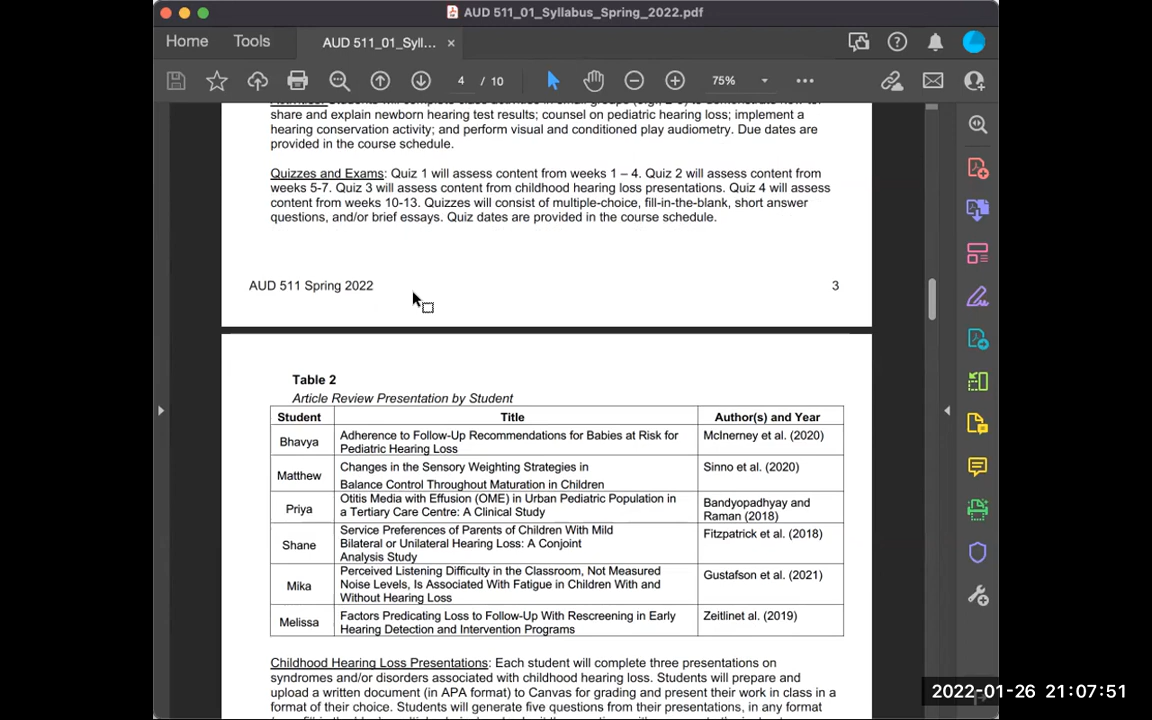 AUD 511_01_Syllabus_Spring_2022.pdf
Home Tools AUD 511_01_Syll... ×
4 / 10 75%
share and explain newborn hearing test results; counsel on pediatric hearing loss; implement a
hearing conservation activity; and perform visual and conditioned play audiometry. Due dates are
provided in the course schedule.
Quizzes and Exams: Quiz 1 will assess content from weeks 1 – 4. Quiz 2 will assess content from
weeks 5-7. Quiz 3 will assess content from childhood hearing loss presentations. Quiz 4 will assess
content from weeks 10-13. Quizzes will consist of multiple-choice, fill-in-the-blank, short answer
questions, and/or brief essays. Quiz dates are provided in the course schedule.
AUD 511 Spring 2022 3
Table 2
Article Review Presentation by Student
Student Title Author(s) and Year
Bhavya Adherence to Follow-Up Recommendations for Babies at Risk for McInerney et al. (2020)
Pediatric Hearing Loss
Matthew Changes in the Sensory Weighting Strategies in Sinno et al. (2020)
Balance Control Throughout Maturation in Children
Priya Otitis Media with Effusion (OME) in Urban Pediatric Population in Bandyopadhyay and
a Tertiary Care Centre: A Clinical Study Raman (2018)
Shane Service Preferences of Parents of Children With Mild Fitzpatrick et al. (2018)
Bilateral or Unilateral Hearing Loss: A Conjoint
Analysis Study
Mika Perceived Listening Difficulty in the Classroom, Not Measured Gustafson et al. (2021)
Noise Levels, Is Associated With Fatigue in Children With and
Without Hearing Loss
Melissa Factors Predicating Loss to Follow-Up With Rescreening in Early Zeitlinet al. (2019)
Hearing Detection and Intervention Programs
Childhood Hearing Loss Presentations: Each student will complete three presentations on
syndromes and/or disorders associated with childhood hearing loss. Students will prepare and
upload a written document (in APA format) to Canvas for grading and present their work in class in a
format of their choice. Students will generate five questions from their presentations, in any format
2022-01-26 21:07:51